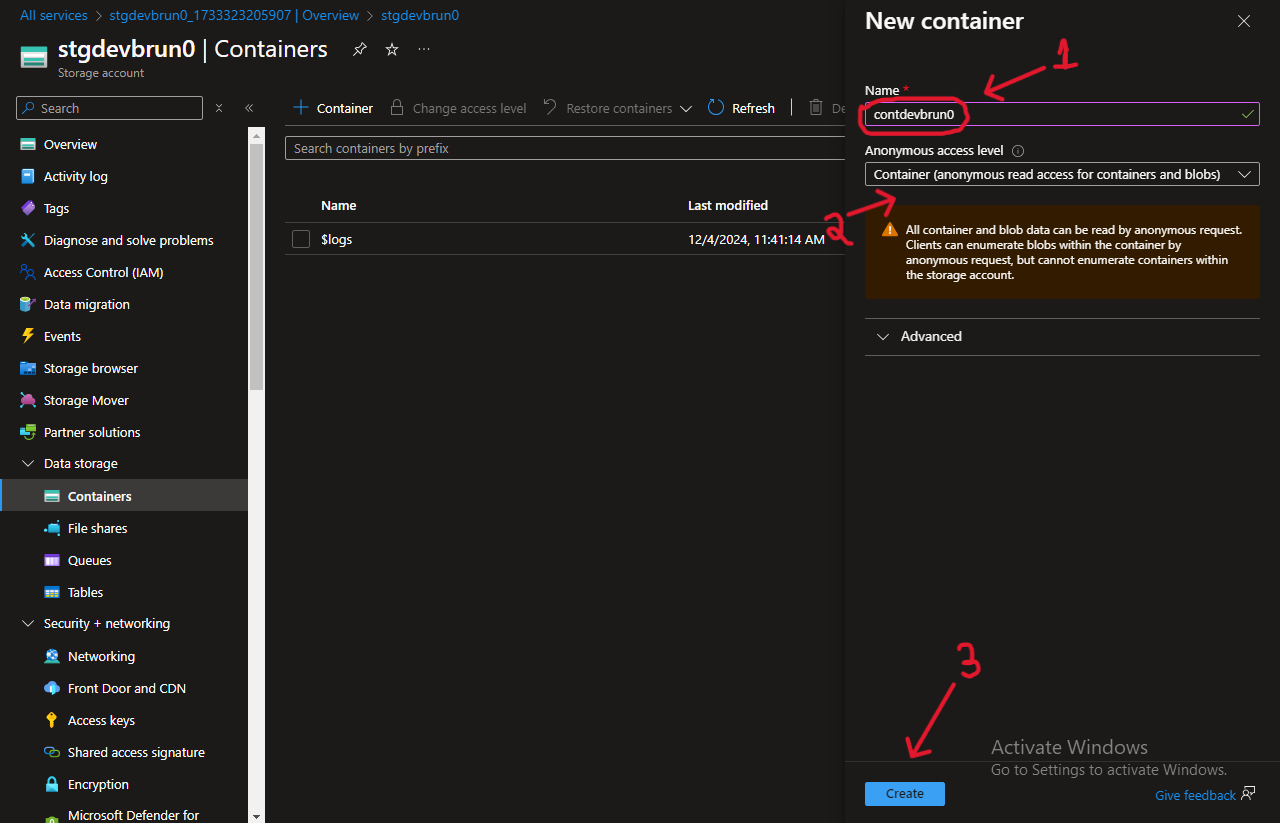 All services > stgdevbrun0_1733323205907 | Overview > stgdevbrun0
stgdevbrun0 | Containers
Storage account
Search
Overview
Activity log
Tags
Diagnose and solve problems
Access Control (IAM)
Data migration
Events
Storage browser
Storage Mover
Partner solutions
Data storage
Containers
File shares
Queues
Tables
Security + networking
Networking
Front Door and CDN
Access keys
Shared access signature
Encryption
Microsoft Defender for
Container Change access level Restore containers Refresh De
Search containers by prefix
Name Last modified
$logs 12/4/2024, 11:41:14 AM
New container
1
Name *
contdevbrun0
Anonymous access level
Container (anonymous read access for containers and blobs)
2
All container and blob data can be read by anonymous request.
Clients can enumerate blobs within the container by
anonymous request, but cannot enumerate containers within
the storage account.
Advanced
3
Activate Windows
Go to Settings to activate Windows.
Create
Give feedback